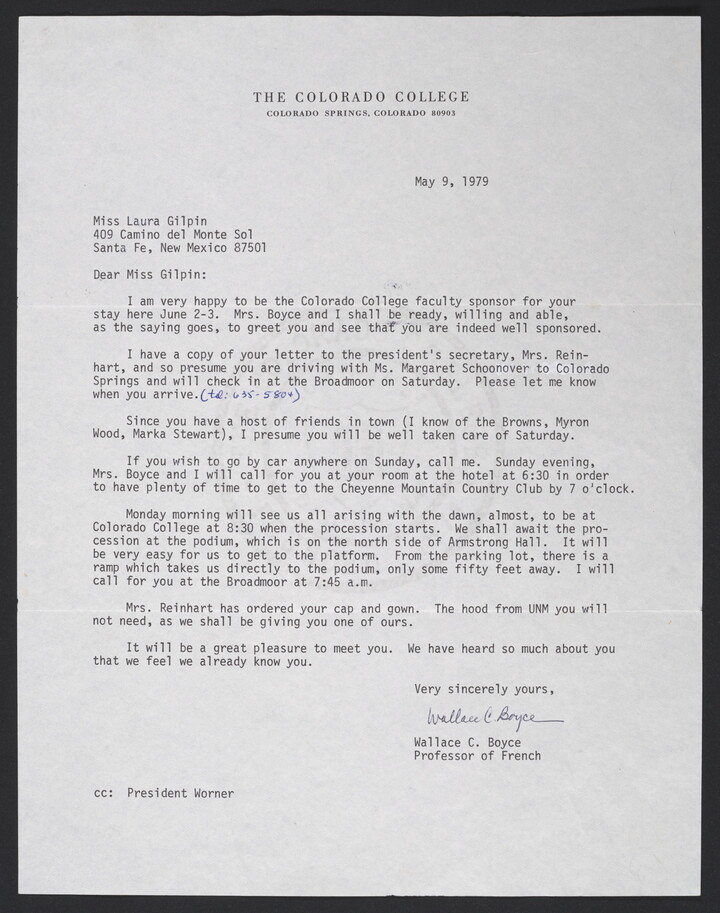 THE COLORADO COLLEGE
COLORADO SPRINGS, COLORADO 80903
May 9, 1979
Miss Laura Gilpin
409 Camino del Monte Sol
Santa Fe, New Mexico 87501
Dear Miss Gilpin:
I am very happy to be the Colorado College faculty sponsor for your
stay here June 2-3. Mrs. Boyce and I shall be ready, willing and able,
as the saying goes, to greet you and see that you are indeed well sponsored.
I have a copy of your letter to the president's secretary, Mrs. Rein-
hart, and so presume you are driving with Ms. Margaret Schoonover to Colorado
Springs and will check in at the Broadmoor on Saturday. Please let me know
when you arrive. (tel: 635-5804)
Since you have a host of friends in town (I know of the Browns, Myron
Wood, Marka Stewart), I presume you will be well taken care of Saturday.
If you wish to go by car anywhere on Sunday, call me. Sunday evening,
Mrs. Boyce and I will call for you at your room at the hotel at 6:30 in order
to have plenty of time to get to the Cheyenne Mountain Country Club by 7 o'clock.
Monday morning will see us all arising with the dawn, almost, to be at
Colorado College at 8:30 when the procession starts. We shall await the pro-
cession at the podium, which is on the north side of Armstrong Hall. It will
be very easy for us to get to the platform. From the parking lot, there is a
ramp which takes us directly to the podium, only some fifty feet away. I will
call for you at the Broadmoor at 7:45 a.m.
Mrs. Reinhart has ordered your cap and gown. The hood from UNM you will
not need, as we shall be giving you one of ours.
It will be a great pleasure to meet you. We have heard so much about you
that we feel we already know you.
Very sincerely yours,
Wallace C. Boyce
Wallace C. Boyce
Professor of French
cc: President Worner